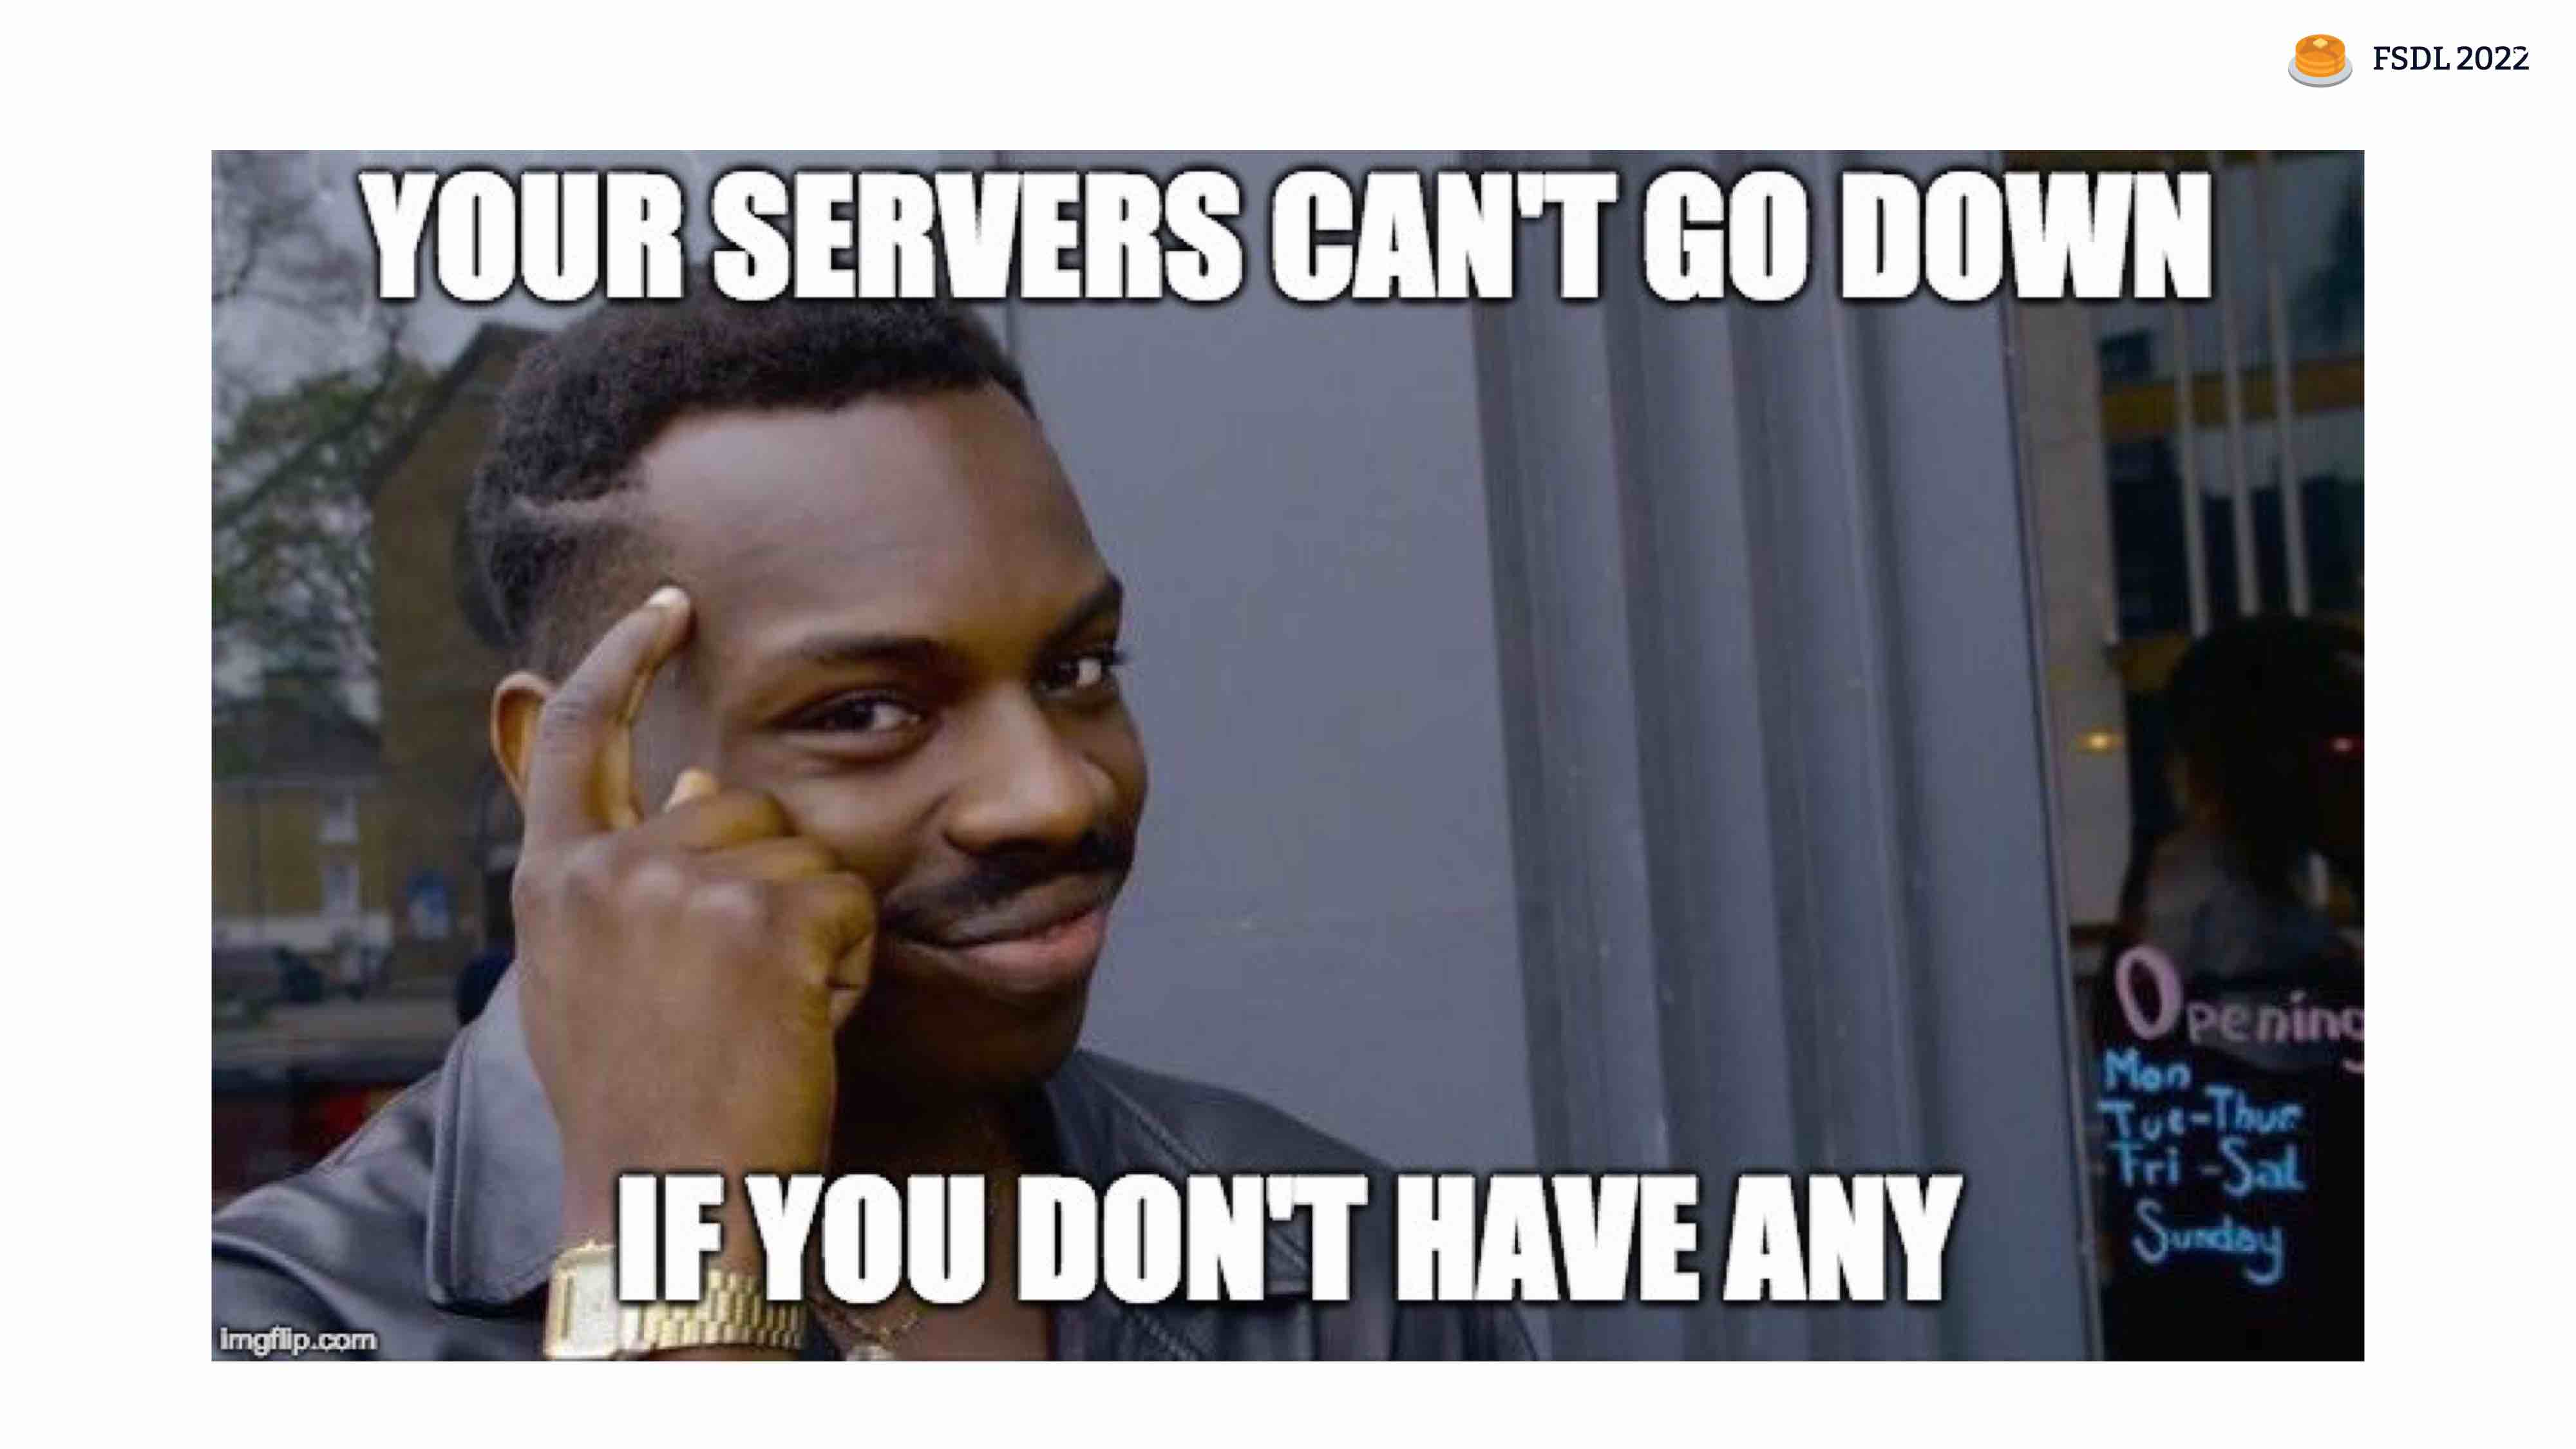 FSDL 2022
YOUR SERVERS CAN'T GO DOWN
Opening
Mon
Tue-Thur
Fri -Sat
Sunday
IF YOU DON'T HAVE ANY
imgflip.com